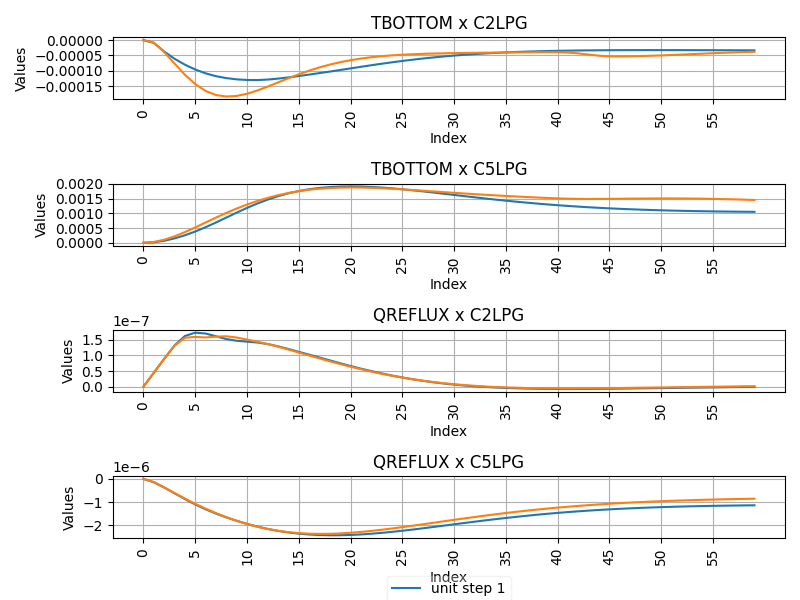 TBOTTOM x C2LPG
0.00000
−0.00005
−0.00010
−0.00015
Values
0 5 10 15 20 25 30 35 40 45 50 55
Index
TBOTTOM x C5LPG
0.0020
0.0015
0.0010
0.0005
0.0000
Values
0 5 10 15 20 25 30 35 40 45 50 55
Index
QREFLUX x C2LPG
1e−7
1.5
1.0
0.5
0.0
Values
0 5 10 15 20 25 30 35 40 45 50 55
Index
QREFLUX x C5LPG
1e−6
0
−1
−2
Values
0 5 10 15 20 25 30 35 40 45 50 55
Index
unit step 1